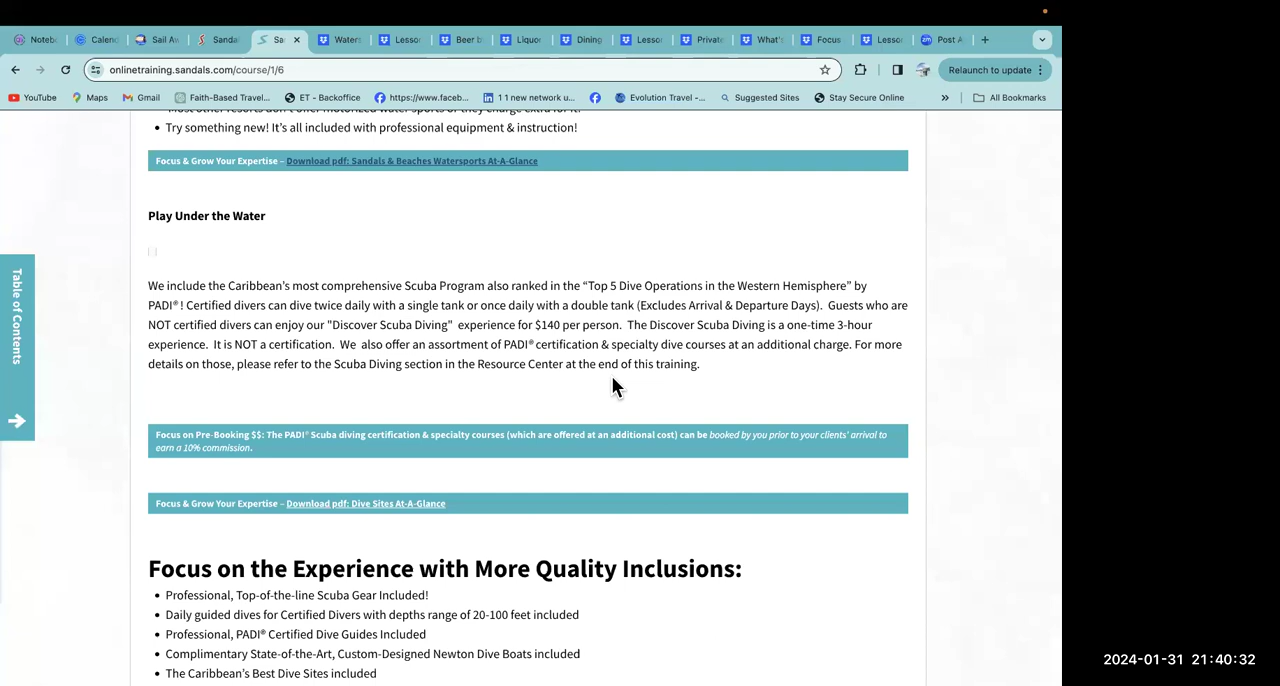 Notebo
Calend
Sail Aw
Sandal
Sa
Waters
Lesso
Beer b
Liquo
Dining
Lesso
Private
What's
Focus
Lesso
Post A
onlinetraining.sandals.com/course/1/6
Relaunch to update
YouTube
Maps
Gmail
Faith-Based Travel...
ET - Backoffice
https://www.faceb...
1 1 new network u...
Evolution Travel -...
Suggested Sites
Stay Secure Online
All Bookmarks
Try something new! It's all included with professional equipment & instruction!
Focus & Grow Your Expertise – Download pdf: Sandals & Beaches Watersports At-A-Glance
Play Under the Water
We include the Caribbean's most comprehensive Scuba Program also ranked in the “Top 5 Dive Operations in the Western Hemisphere” by
PADI®! Certified divers can dive twice daily with a single tank or once daily with a double tank (Excludes Arrival & Departure Days). Guests who are
NOT certified divers can enjoy our "Discover Scuba Diving" experience for $140 per person. The Discover Scuba Diving is a one-time 3-hour
experience. It is NOT a certification. We also offer an assortment of PADI® certification & specialty dive courses at an additional charge. For more
details on those, please refer to the Scuba Diving section in the Resource Center at the end of this training.
Focus on Pre-Booking $$: The PADI® Scuba diving certification & specialty courses (which are offered at an additional cost) can be booked by you prior to your clients' arrival to
earn a 10% commission.
Focus & Grow Your Expertise – Download pdf: Dive Sites At-A-Glance
Focus on the Experience with More Quality Inclusions:
Professional, Top-of-the-line Scuba Gear Included!
Daily guided dives for Certified Divers with depths range of 20-100 feet included
Professional, PADI® Certified Dive Guides Included
Complimentary State-of-the-Art, Custom-Designed Newton Dive Boats included
The Caribbean's Best Dive Sites included
Table of Contents
2024-01-31 21:40:32